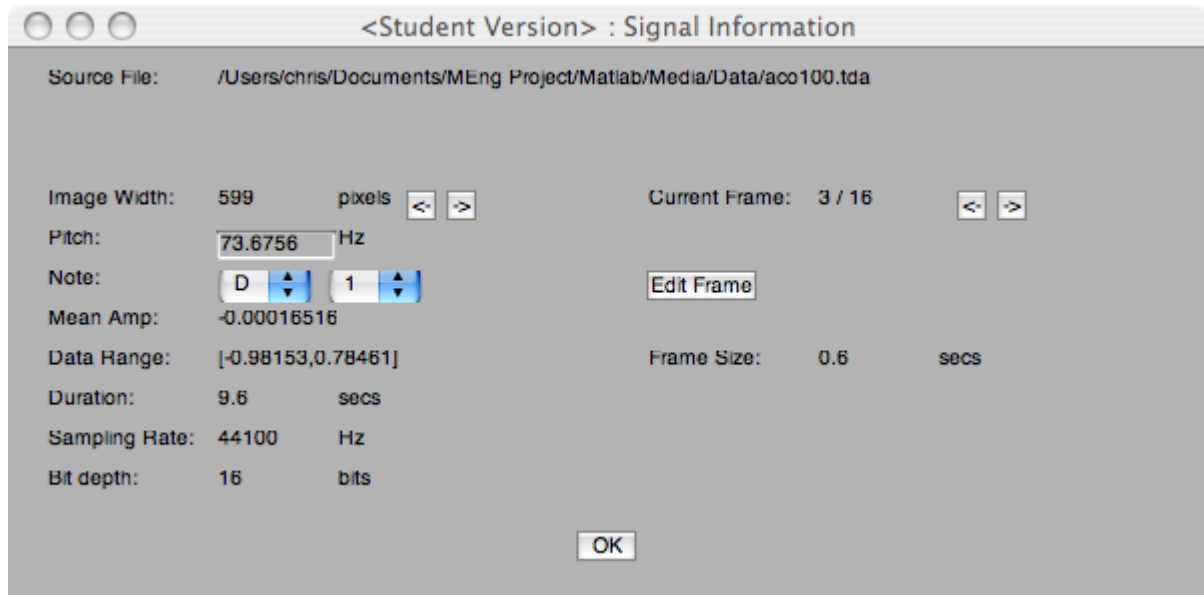 <Student Version> : Signal Information
Source File: /Users/chris/Documents/MEng Project/Matlab/Media/Data/aco100.tda
Image Width: 599 pixels <- -> Current Frame: 3 / 16 <- ->
Pitch: 73.6756 Hz
Note: D 1 Edit Frame
Mean Amp: -0.00016516
Data Range: [-0.98153,0.78461] Frame Size: 0.6 secs
Duration: 9.6 secs
Sampling Rate: 44100 Hz
Bit depth: 16 bits
OK